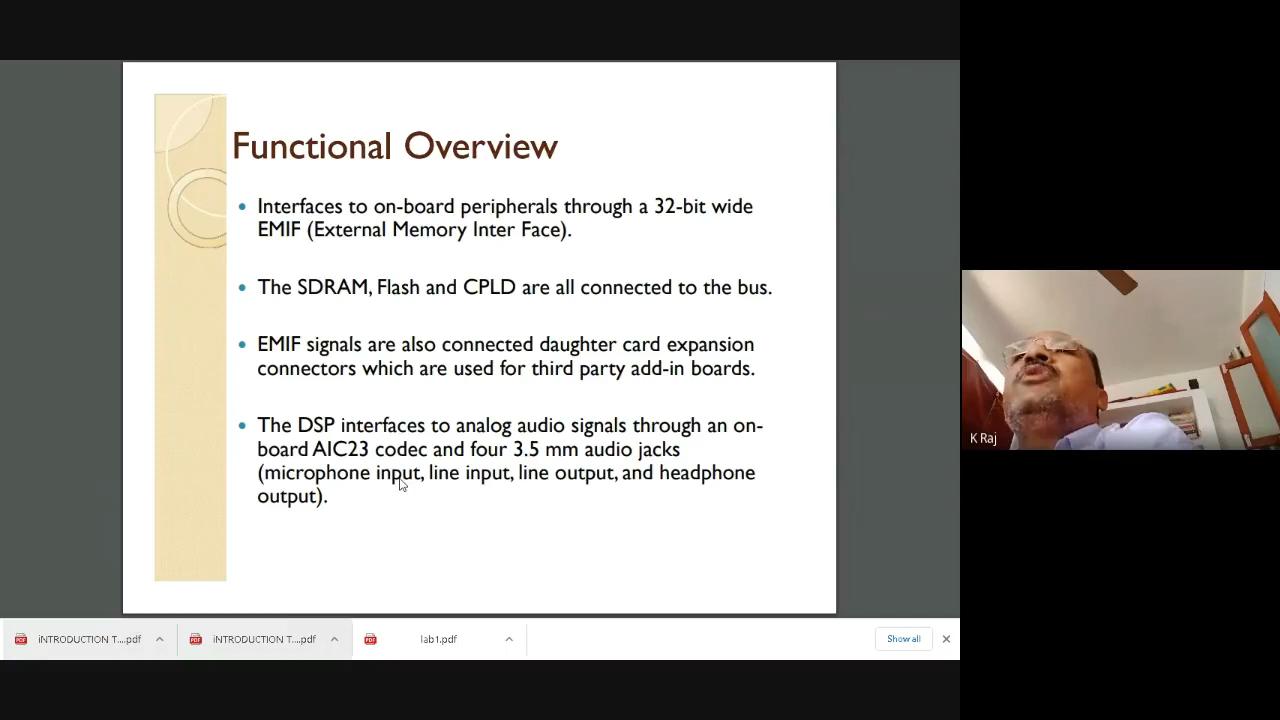 Functional Overview
• Interfaces to on-board peripherals through a 32-bit wide
EMIF (External Memory Inter Face).
• The SDRAM, Flash and CPLD are all connected to the bus.
• EMIF signals are also connected daughter card expansion
connectors which are used for third party add-in boards.
• The DSP interfaces to analog audio signals through an on-
board AIC23 codec and four 3.5 mm audio jacks
(microphone input, line input, line output, and headphone
output).
K Raj
iNTRODUCTION T....pdf
iNTRODUCTION T....pdf
lab1.pdf
Show all